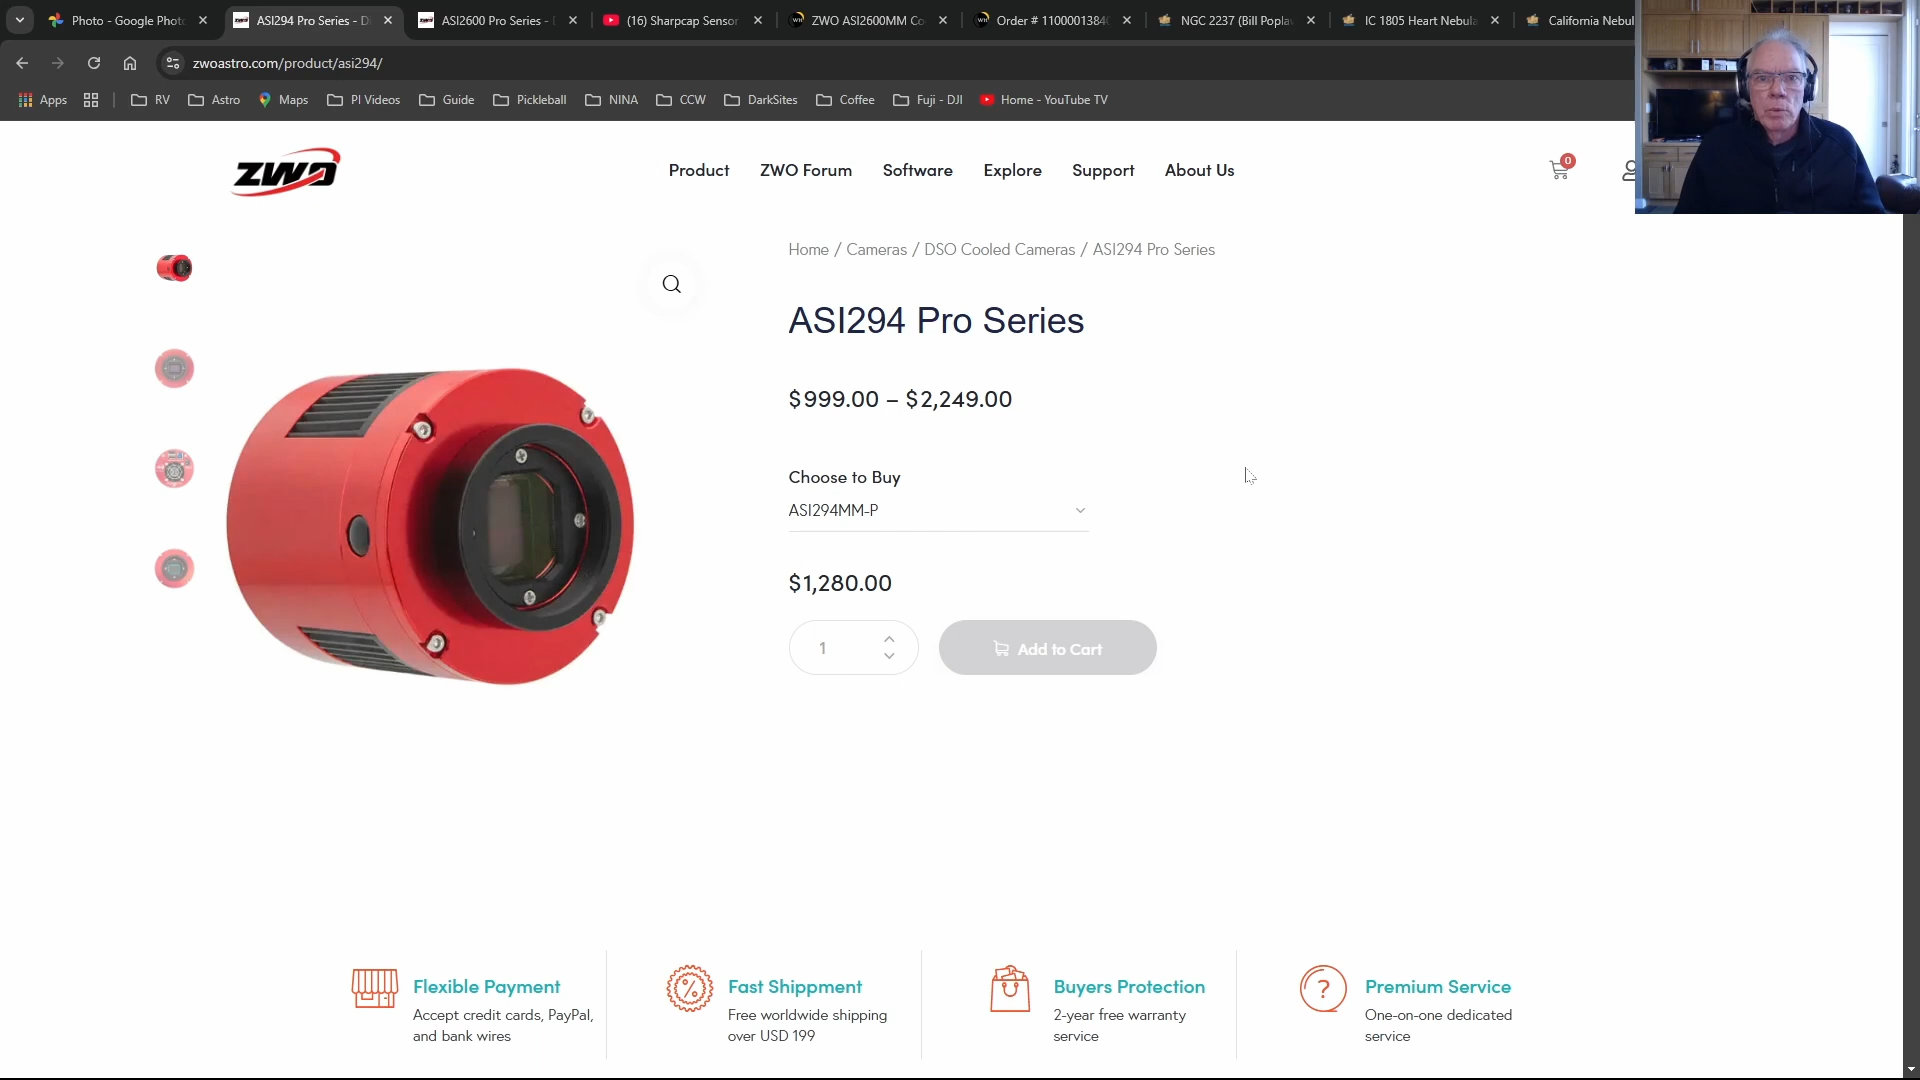 Photo - Google Phot
ASI294 Pro Series - D
ASI2600 Pro Series -
(16) Sharpcap Sensor
ZWO ASI2600MM Co
Order # 1100001384
NGC 2237 (Bill Popla
IC 1805 Heart Nebula
California Nebul
zwoastro.com/product/asi294/
Apps
RV
Astro
Maps
PI Videos
Guide
Pickleball
NINA
CCW
DarkSites
Coffee
Fuji - DJI
Home - YouTube TV
ZWO
Product
ZWO Forum
Software
Explore
Support
About Us
0
Home / Cameras / DSO Cooled Cameras / ASI294 Pro Series
ASI294 Pro Series
$999.00 – $2,249.00
Choose to Buy
ASI294MM-P
$1,280.00
1
Add to Cart
Flexible Payment
Accept credit cards, PayPal,
and bank wires
Fast Shippment
Free worldwide shipping
over USD 199
Buyers Protection
2-year free warranty
service
Premium Service
One-on-one dedicated
service